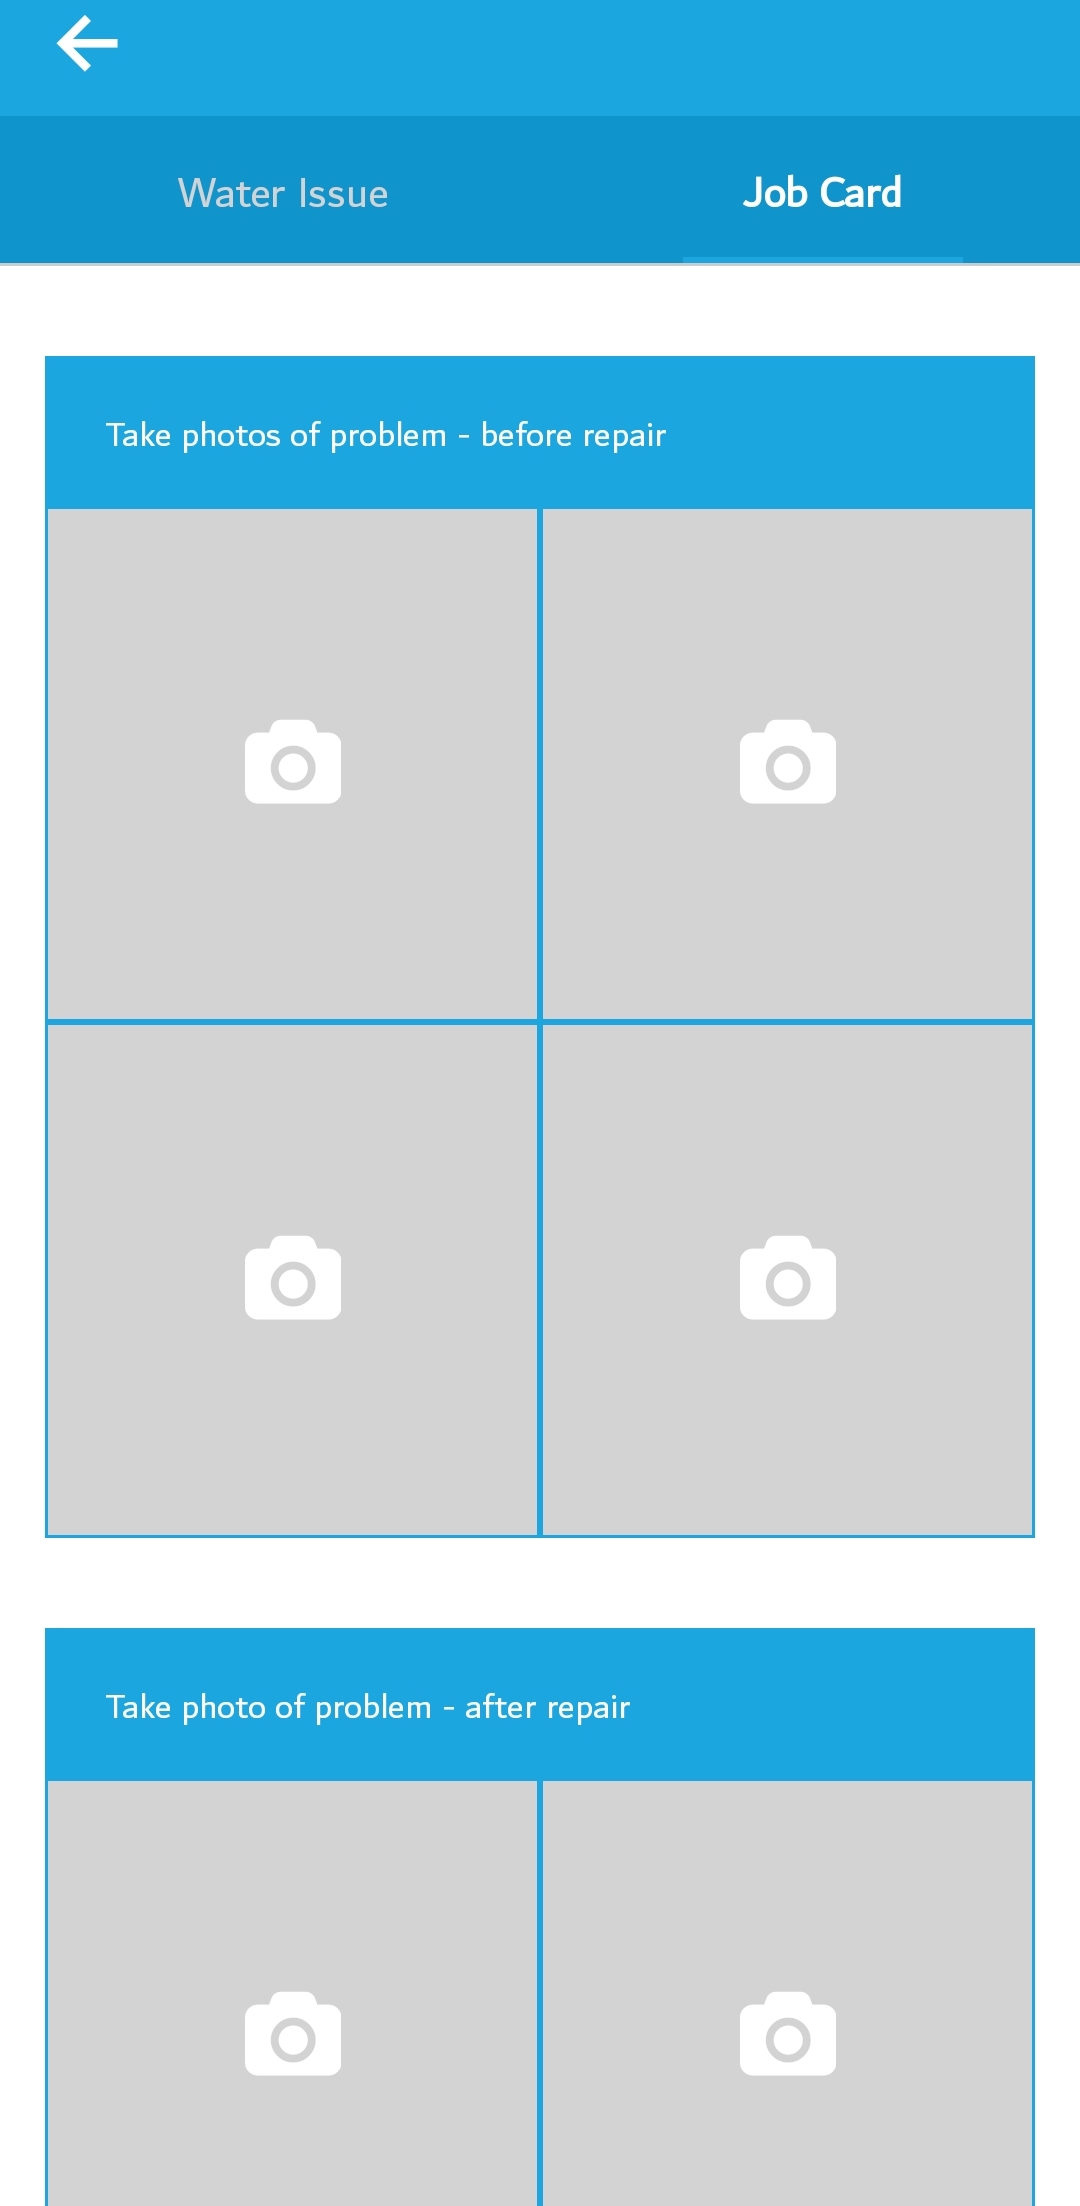 Water Issue
Job Card
Take photos of problem - before repair
Take photo of problem - after repair